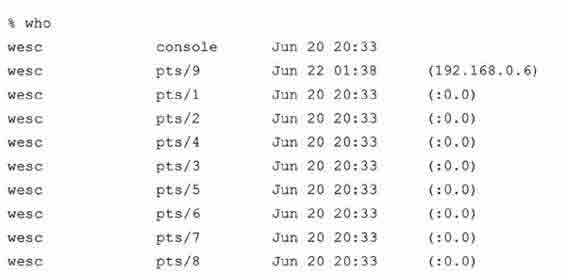 % who
wesc console Jun 20 20:33
wesc pts/9 Jun 22 01:38 (192.168.0.6)
wesc pts/1 Jun 20 20:33 (:0.0)
wesc pts/2 Jun 20 20:33 (:0.0)
wesc pts/4 Jun 20 20:33 (:0.0)
wesc pts/3 Jun 20 20:33 (:0.0)
wesc pts/5 Jun 20 20:33 (:0.0)
wesc pts/6 Jun 20 20:33 (:0.0)
wesc pts/7 Jun 20 20:33 (:0.0)
wesc pts/8 Jun 20 20:33 (:0.0)